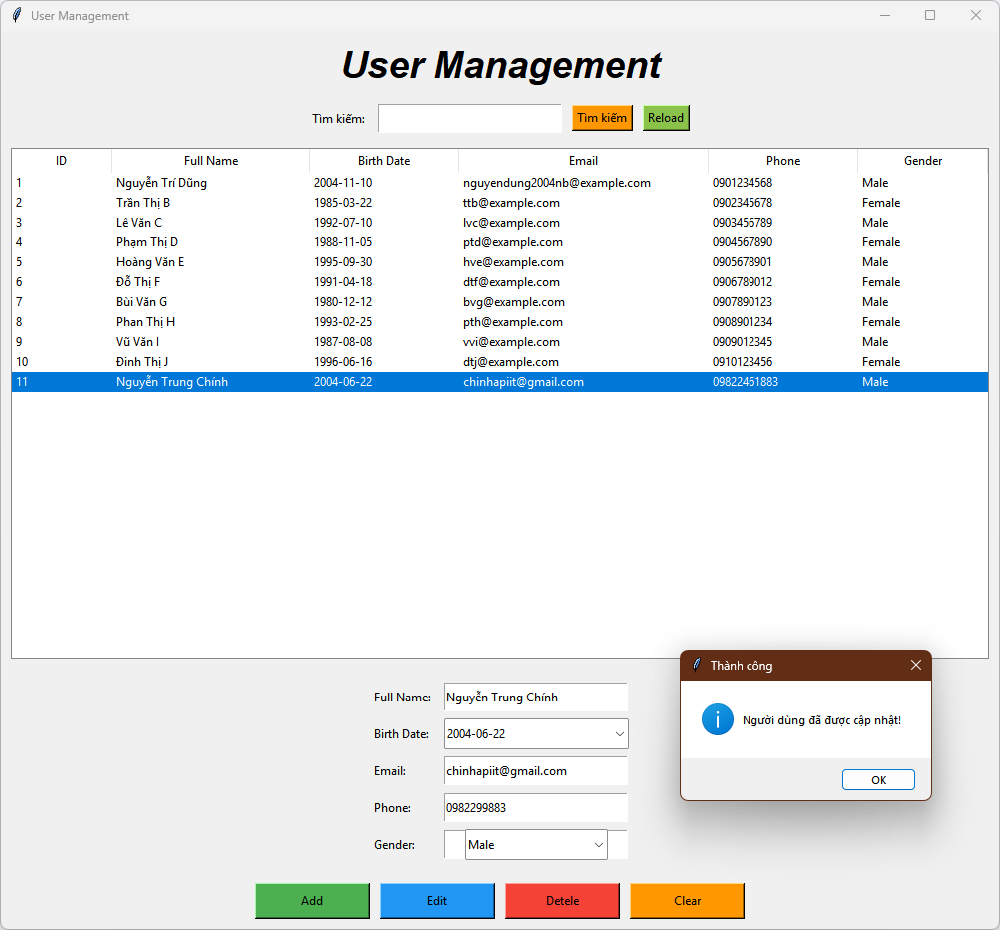 User Management
User Management
Tìm kiếm: Tìm kiếm Reload
ID Full Name Birth Date Email Phone Gender
1 Nguyễn Trí Dũng 2004-11-10 nguyendung2004nb@example.com 0901234568 Male
2 Trần Thị B 1985-03-22 ttb@example.com 0902345678 Female
3 Lê Văn C 1992-07-10 lvc@example.com 0903456789 Male
4 Phạm Thị D 1988-11-05 ptd@example.com 0904567890 Female
5 Hoàng Văn E 1995-09-30 hve@example.com 0905678901 Male
6 Đỗ Thị F 1991-04-18 dtf@example.com 0906789012 Female
7 Bùi Văn G 1980-12-12 bvg@example.com 0907890123 Male
8 Phan Thị H 1993-02-25 pth@example.com 0908901234 Female
9 Vũ Văn I 1987-08-08 vvi@example.com 0909012345 Male
10 Đinh Thị J 1996-06-16 dtj@example.com 0910123456 Female
11 Nguyễn Trung Chính 2004-06-22 chinhapiit@gmail.com 09822461883 Male
Thành công
Người dùng đã được cập nhật!
OK
Full Name: Nguyễn Trung Chính
Birth Date: 2004-06-22
Email: chinhapiit@gmail.com
Phone: 0982299883
Gender: Male
Add Edit Detele Clear